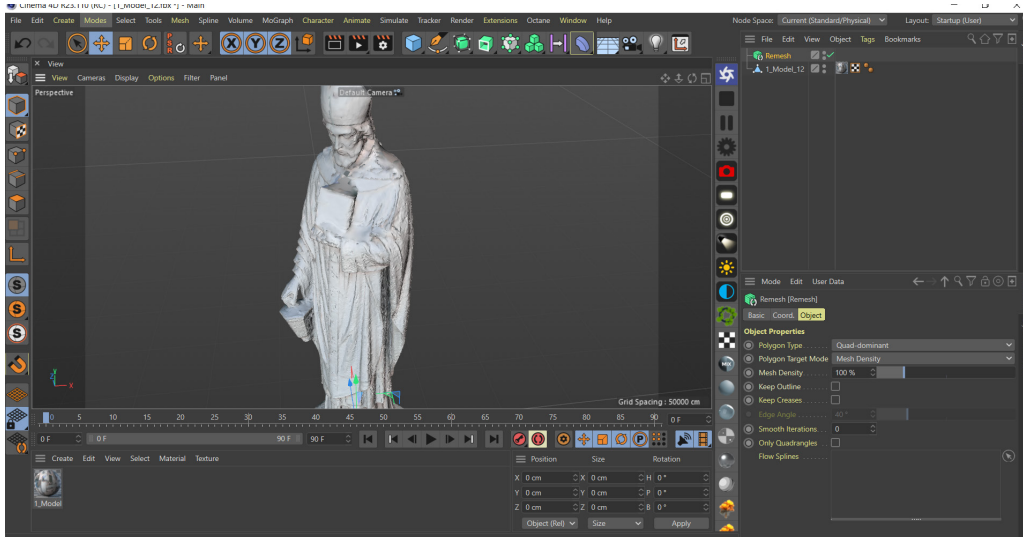 Cinema 4D R23.110 (RC) - [1_Model_12.fbx *] - Main
File Edit Create Modes Select Tools Mesh Spline Volume MoGraph Character Animate Simulate Tracker Render Extensions Octane Window Help
Node Space: Current (Standard/Physical) Layout: Startup (User)
PSR
X Y Z
File Edit View Object Tags Bookmarks
× View
View Cameras Display Options Filter Panel
Remesh
1_Model_12
Perspective
Default Camera
Y
Z
X
Grid Spacing : 50000 cm
Mode Edit User Data
Remesh [Remesh]
Basic Coord. Object
Object Properties
Polygon Type Quad-dominant
Polygon Target Mode Mesh Density
Mesh Density 100 %
Keep Outline
Keep Creases
Edge Angle 40 °
Smooth Iterations 0
Only Quadrangles
Flow Splines
S
S
S
MIX
0 5 10 15 20 25 30 35 40 45 50 55 60 65 70 75 80 85 90 0 F
0 F 0 F 90 F 90 F
P
Create Edit View Select Material Texture
1_Model
Position Size Rotation
X 0 cm X 0 cm H 0 °
Y 0 cm Y 0 cm P 0 °
Z 0 cm Z 0 cm B 0 °
Object (Rel) Size Apply